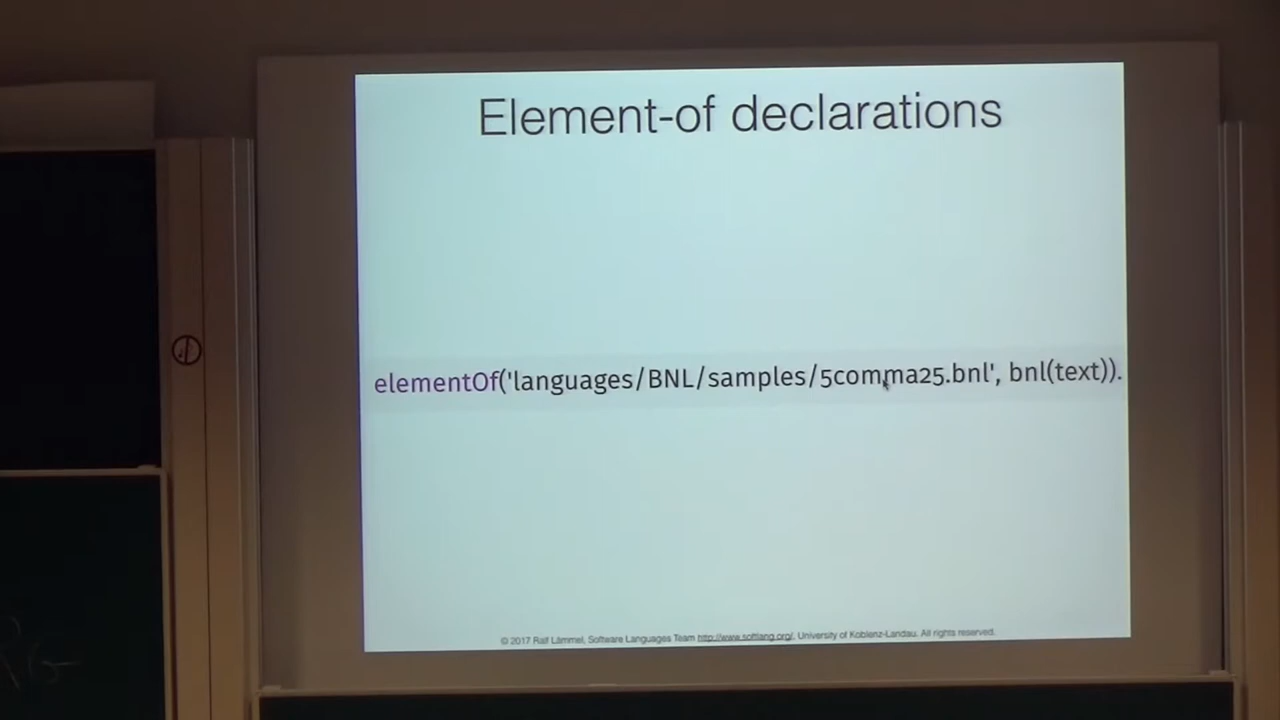 Element-of declarations
elementOf('languages/BNL/samples/5comma25.bnl', bnl(text)).
© 2017 Ralf Lämmel, Software Languages Team http://www.softlang.org/, University of Koblenz-Landau. All rights reserved.